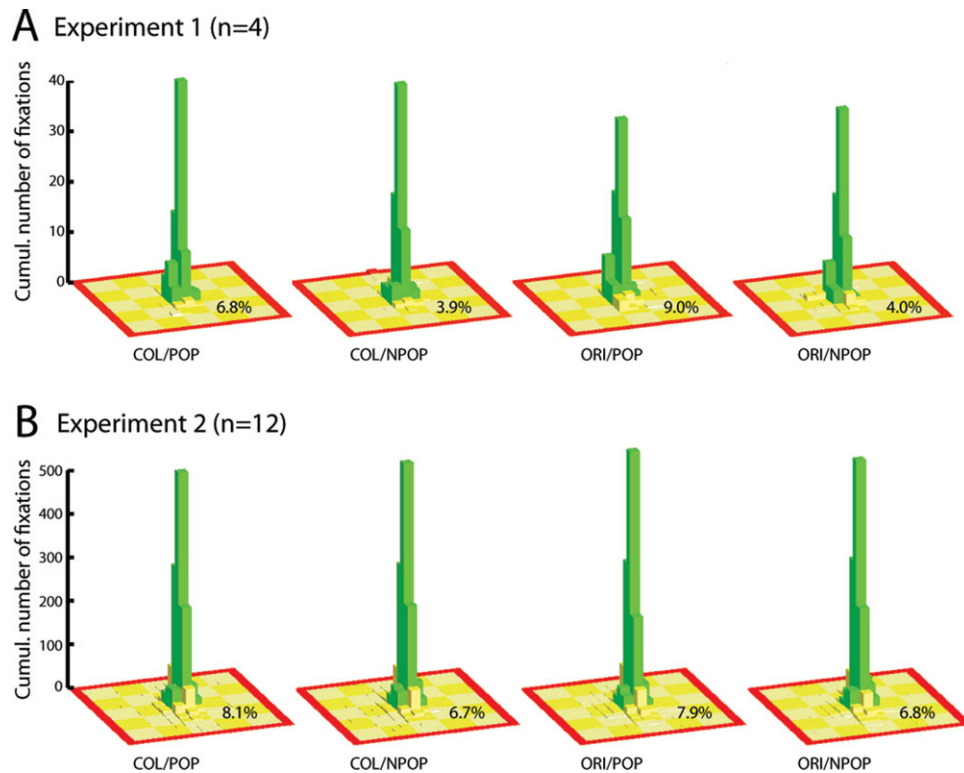 A Experiment 1 (n=4)
Cumul. number of fixations
40
30
20
10
0
6.8%
3.9%
9.0%
4.0%
COL/POP
COL/NPOP
ORI/POP
ORI/NPOP
B Experiment 2 (n=12)
Cumul. number of fixations
500
400
300
200
100
0
8.1%
6.7%
7.9%
6.8%
COL/POP
COL/NPOP
ORI/POP
ORI/NPOP